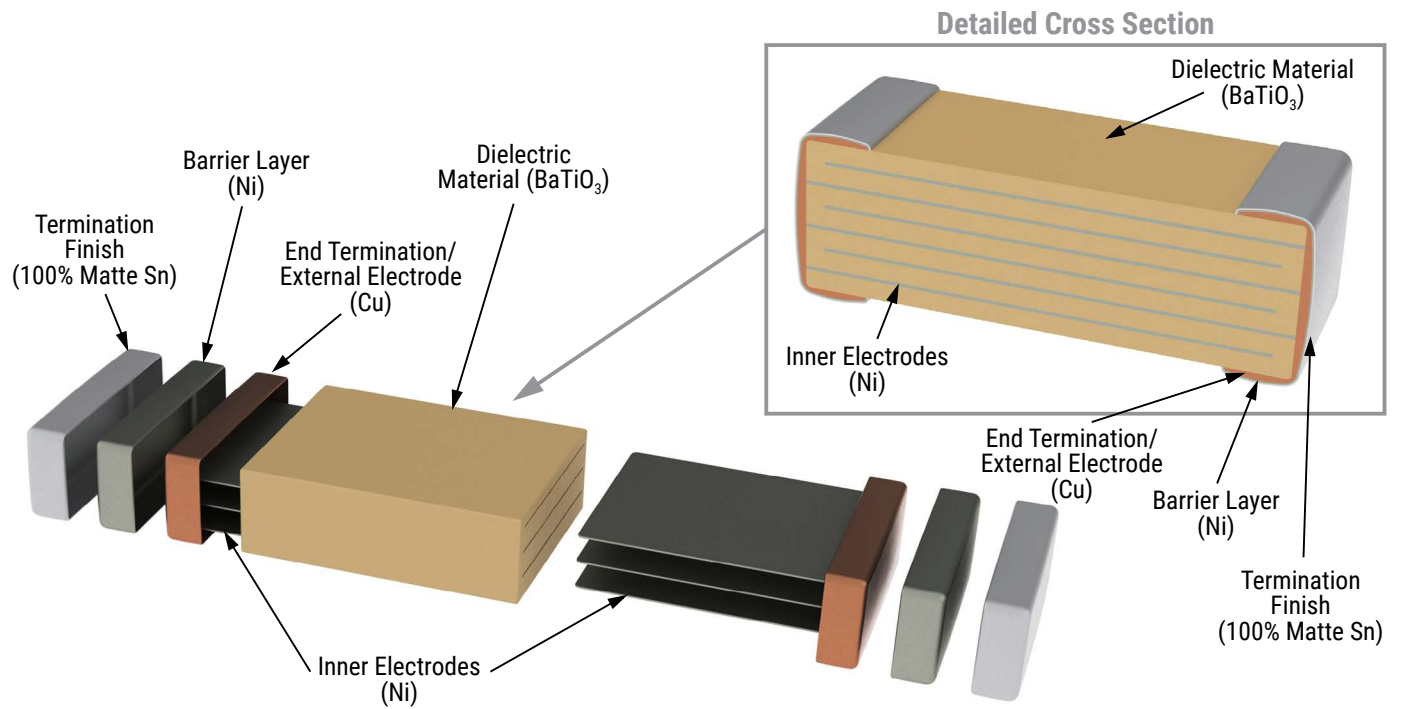 Detailed Cross Section
Dielectric Material
(BaTiO₃)
Inner Electrodes
(Ni)
End Termination/
External Electrode
(Cu)
Barrier Layer
(Ni)
Termination
Finish
(100% Matte Sn)
Termination
Finish
(100% Matte Sn)
Barrier Layer
(Ni)
End Termination/
External Electrode
(Cu)
Dielectric
Material (BaTiO₃)
Inner Electrodes
(Ni)